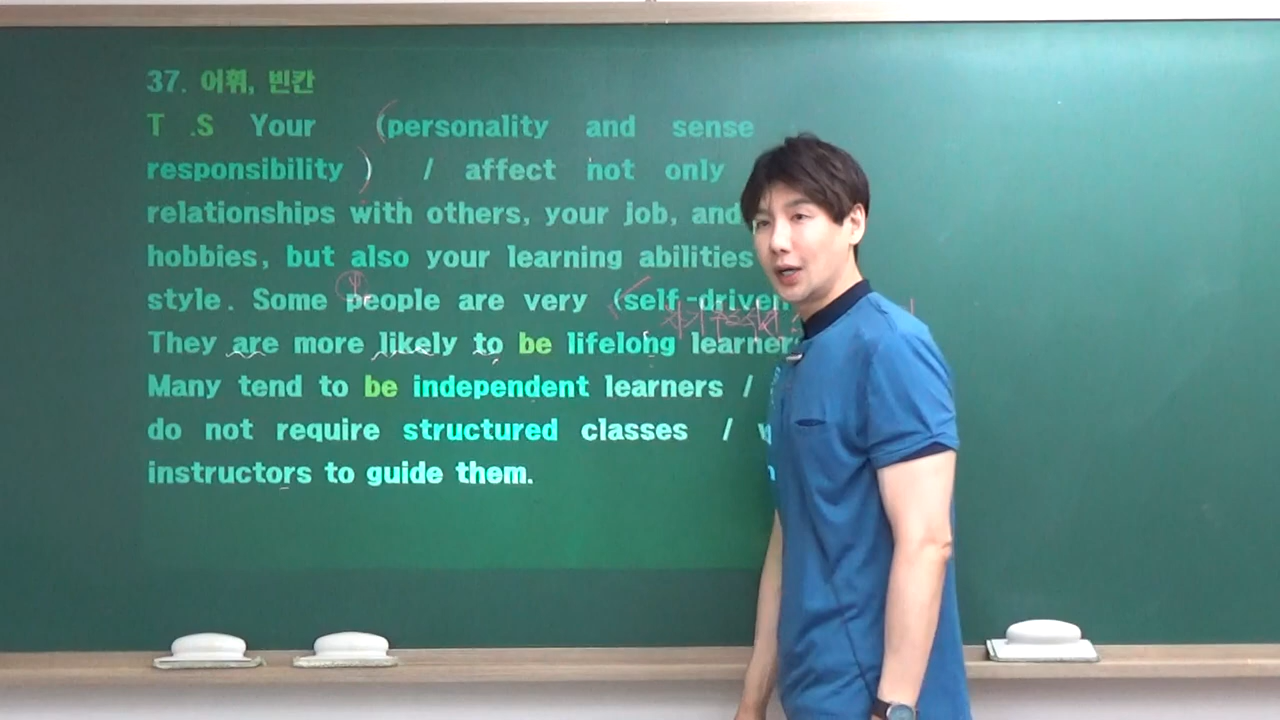 37. 어휘, 빈칸
T .S Your (personality and sense
responsibility ) / affect not only
relationships with others, your job, and
hobbies, but also your learning abilities
style. Some people are very (self-driven
They are more likely to be lifelong learner
Many tend to be independent learners /
do not require structured classes /
instructors to guide them.